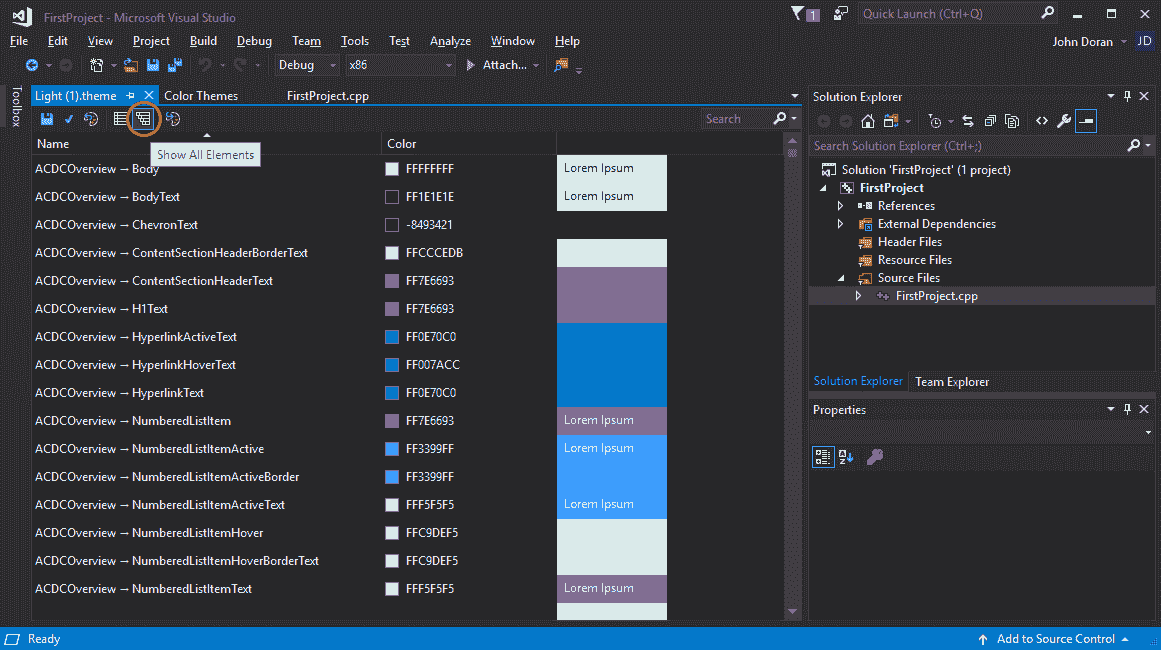 FirstProject - Microsoft Visual Studio
1
Quick Launch (Ctrl+Q)
File Edit View Project Build Debug Team Tools Test Analyze Window Help
John Doran JD
Debug x86 Attach...
Toolbox
Light (1).theme Color Themes FirstProject.cpp
Search
Name Color
Show All Elements
ACDCOverview → Body FFFFFFFF Lorem Ipsum
ACDCOverview → BodyText FF1E1E1E Lorem Ipsum
ACDCOverview → ChevronText -8493421
ACDCOverview → ContentSectionHeaderBorderText FFCCCEDB
ACDCOverview → ContentSectionHeaderText FF7E6693
ACDCOverview → H1Text FF7E6693
ACDCOverview → HyperlinkActiveText FF0E70C0
ACDCOverview → HyperlinkHoverText FF007ACC
ACDCOverview → HyperlinkText FF0E70C0
ACDCOverview → NumberedListItem FF7E6693 Lorem Ipsum
ACDCOverview → NumberedListItemActive FF3399FF Lorem Ipsum
ACDCOverview → NumberedListItemActiveBorder FF3399FF
ACDCOverview → NumberedListItemActiveText FFF5F5F5 Lorem Ipsum
ACDCOverview → NumberedListItemHover FFC9DEF5
ACDCOverview → NumberedListItemHoverBorderText FFC9DEF5
ACDCOverview → NumberedListItemText FFF5F5F5 Lorem Ipsum
Solution Explorer
Search Solution Explorer (Ctrl+;)
Solution 'FirstProject' (1 project)
FirstProject
References
External Dependencies
Header Files
Resource Files
Source Files
FirstProject.cpp
Solution Explorer Team Explorer
Properties
Ready
Add to Source Control